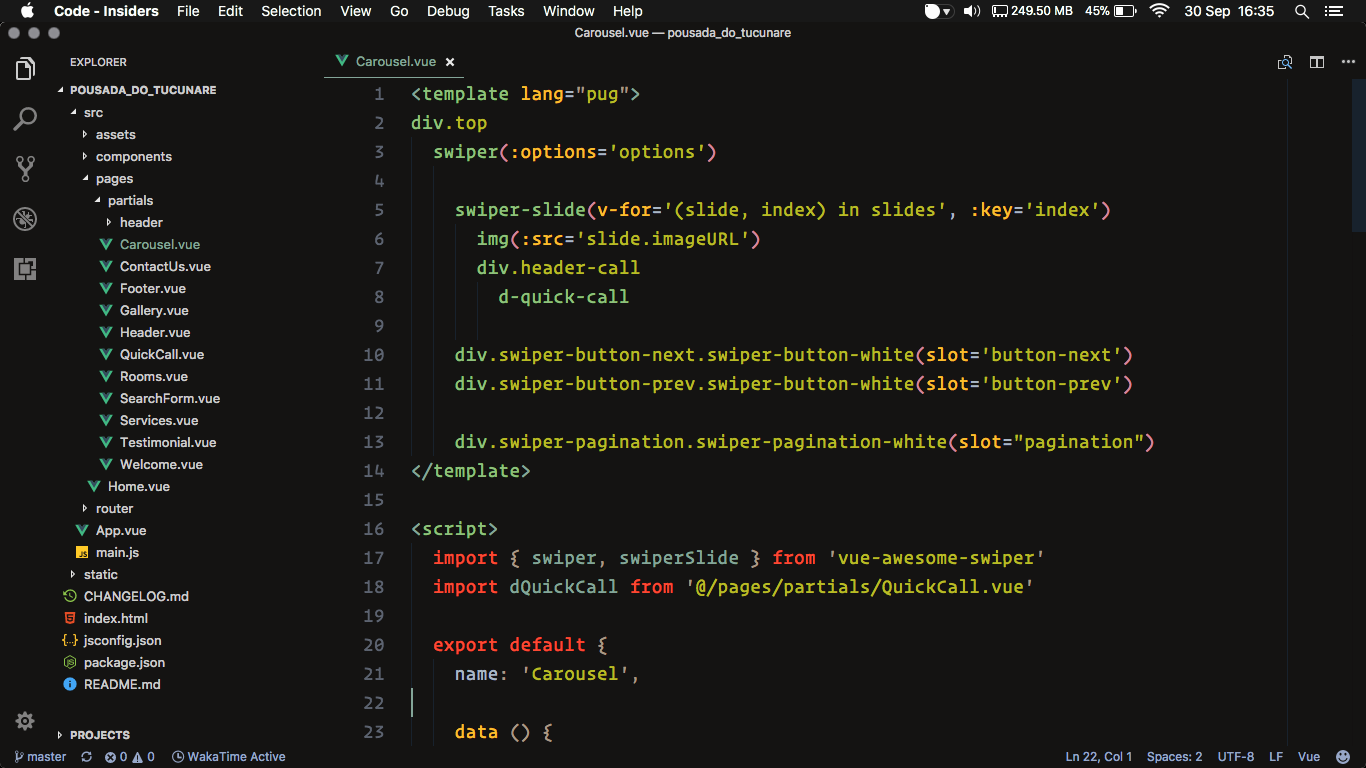 Code - Insiders File Edit Selection View Go Debug Tasks Window Help 249.50 MB 45% 30 Sep 16:35
Carousel.vue — pousada_do_tucunare
EXPLORER
POUSADA_DO_TUCUNARE
src
assets
components
pages
partials
header
Carousel.vue
ContactUs.vue
Footer.vue
Gallery.vue
Header.vue
QuickCall.vue
Rooms.vue
SearchForm.vue
Services.vue
Testimonial.vue
Welcome.vue
Home.vue
router
App.vue
JS main.js
static
CHANGELOG.md
index.html
{..} jsconfig.json
package.json
README.md
PROJECTS
Carousel.vue ×
1 <template lang="pug">
2 div.top
3   swiper(:options='options')
4
5     swiper-slide(v-for='(slide, index) in slides', :key='index')
6       img(:src='slide.imageURL')
7       div.header-call
8         d-quick-call
9
10     div.swiper-button-next.swiper-button-white(slot='button-next')
11     div.swiper-button-prev.swiper-button-white(slot='button-prev')
12
13     div.swiper-pagination.swiper-pagination-white(slot="pagination")
14 </template>
15
16 <script>
17   import { swiper, swiperSlide } from 'vue-awesome-swiper'
18   import dQuickCall from '@/pages/partials/QuickCall.vue'
19
20   export default {
21     name: 'Carousel',
22
23     data () {
master 0 0 WakaTime Active Ln 22, Col 1 Spaces: 2 UTF-8 LF Vue